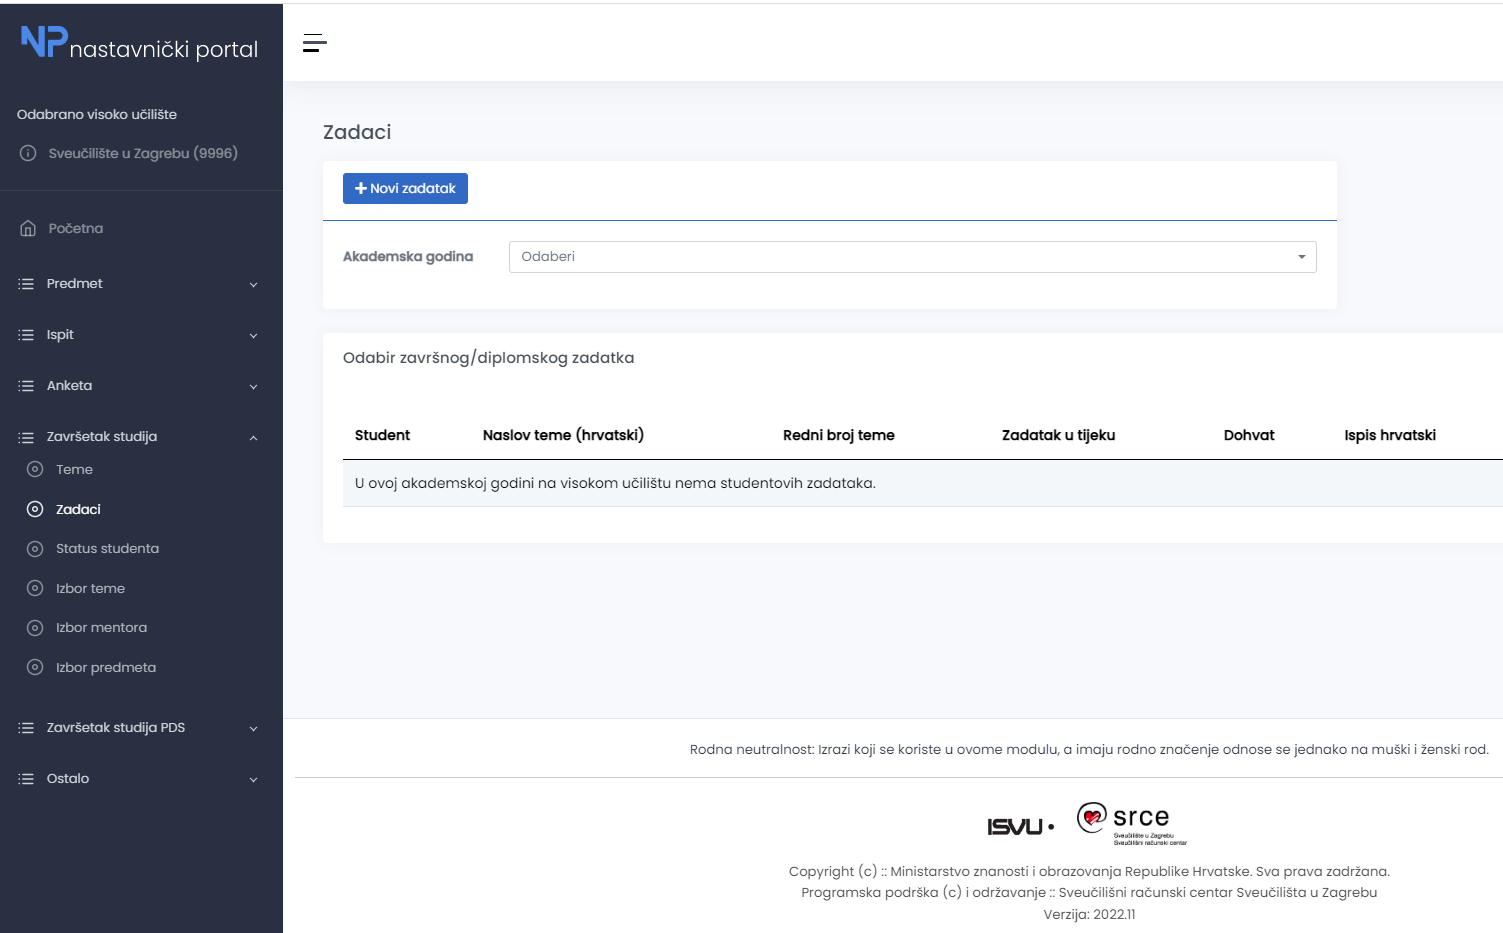 NP nastavnički portal
Odabrano visoko učilište
Sveučilište u Zagrebu (9996)
Početna
Predmet
Ispit
Anketa
Završetak studija
Teme
Zadaci
Status studenta
Izbor teme
Izbor mentora
Izbor predmeta
Završetak studija PDS
Ostalo
Zadaci
+ Novi zadatak
Akademska godina Odaberi
Odabir završnog/diplomskog zadatka
Student Naslov teme (hrvatski) Redni broj teme Zadatak u tijeku Dohvat Ispis hrvatski
U ovoj akademskoj godini na visokom učilištu nema studentovih zadataka.
Rodna neutralnost: Izrazi koji se koriste u ovome modulu, a imaju rodno značenje odnose se jednako na muški i ženski rod.
ISVU srce
Sveučilište u Zagrebu
Sveučilišni računski centar
Copyright (c) :: Ministarstvo znanosti i obrazovanja Republike Hrvatske. Sva prava zadržana.
Programska podrška (c) i održavanje :: Sveučilišni računski centar Sveučilišta u Zagrebu
Verzija: 2022.11